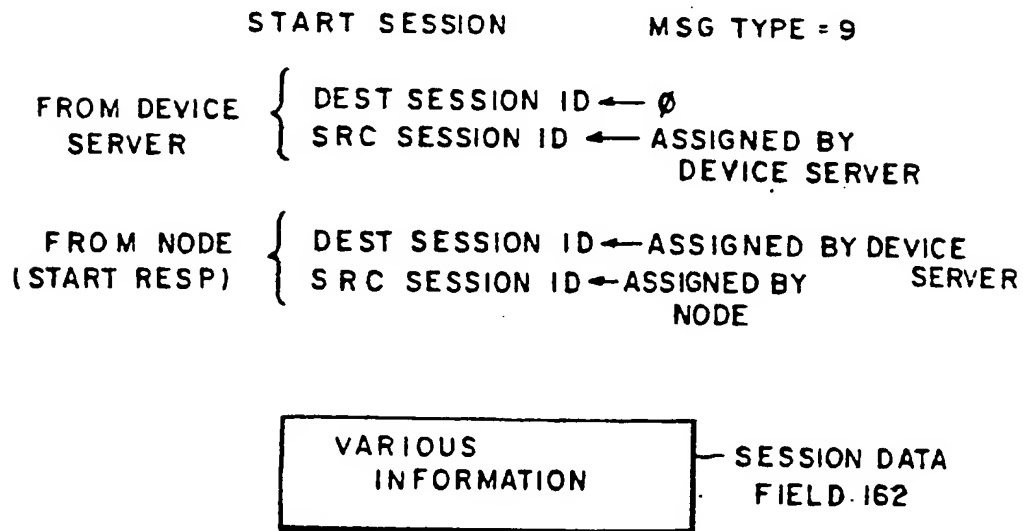 START SESSION MSG TYPE = 9
FROM DEVICE SERVER
DEST SESSION ID ← ∅
SRC SESSION ID ← ASSIGNED BY DEVICE SERVER
FROM NODE (START RESP)
DEST SESSION ID ← ASSIGNED BY DEVICE SERVER
SRC SESSION ID ← ASSIGNED BY NODE
VARIOUS
INFORMATION
SESSION DATA
FIELD 162